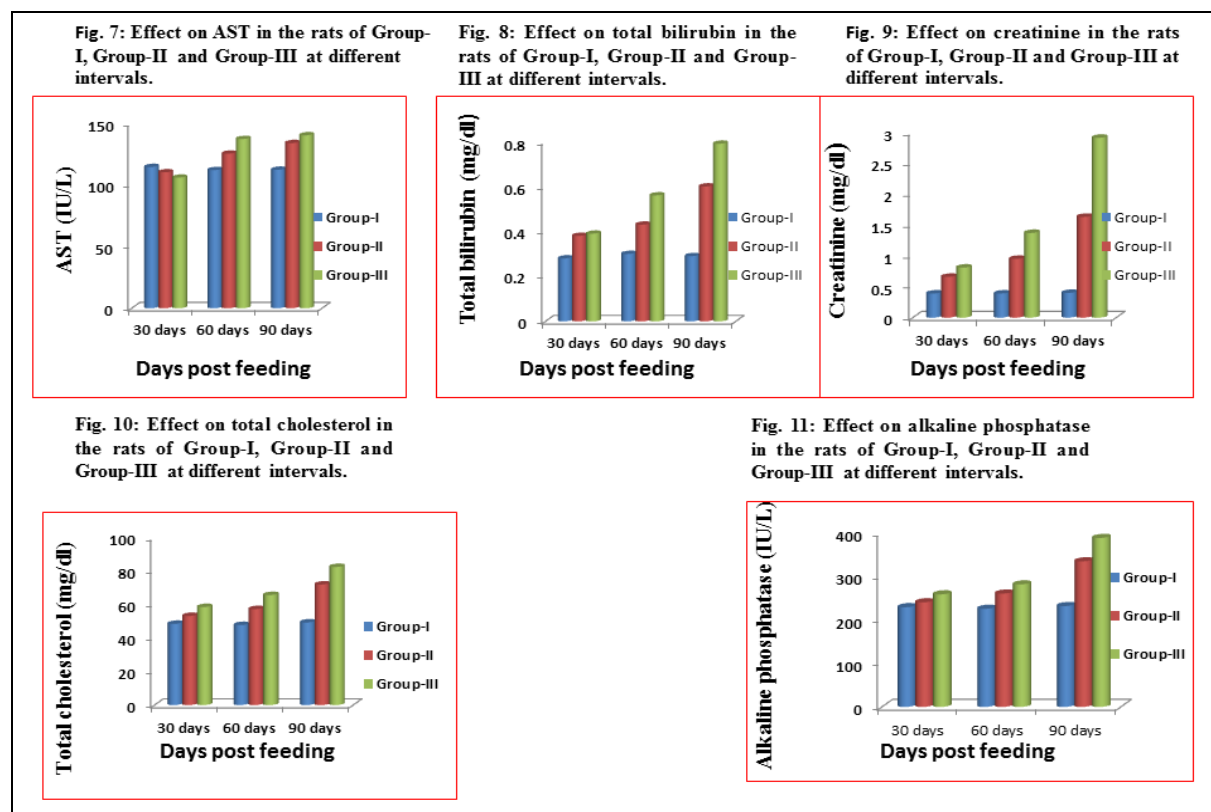 Fig. 7: Effect on AST in the rats of Group-
I, Group-II and Group-III at different
intervals.
150
100
50
0
AST (IU/L)
Group-I
Group-II
Group-III
30 days 60 days 90 days
Days post feeding
Fig. 8: Effect on total bilirubin in the
rats of Group-I, Group-II and Group-
III at different intervals.
0.8
0.6
0.4
0.2
0
Total bilirubin (mg/dl)
Group-I
Group-II
Group-III
30 days 60 days 90 days
Days post feeding
Fig. 9: Effect on creatinine in the rats
of Group-I, Group-II and Group-III at
different intervals.
3
2.5
2
1.5
1
0.5
0
Creatinine (mg/dl)
Group-I
Group-II
Group-III
30 days 60 days 90 days
Days post feeding
Fig. 10: Effect on total cholesterol in
the rats of Group-I, Group-II and
Group-III at different intervals.
100
80
60
40
20
0
Total cholesterol (mg/dl)
Group-I
Group-II
Group-III
30 days 60 days 90 days
Days post feeding
Fig. 11: Effect on alkaline phosphatase
in the rats of Group-I, Group-II and
Group-III at different intervals.
400
300
200
100
0
Alkaline phosphatase (IU/L)
Group-I
Group-II
Group-III
30 days 60 days 90 days
Days post feeding